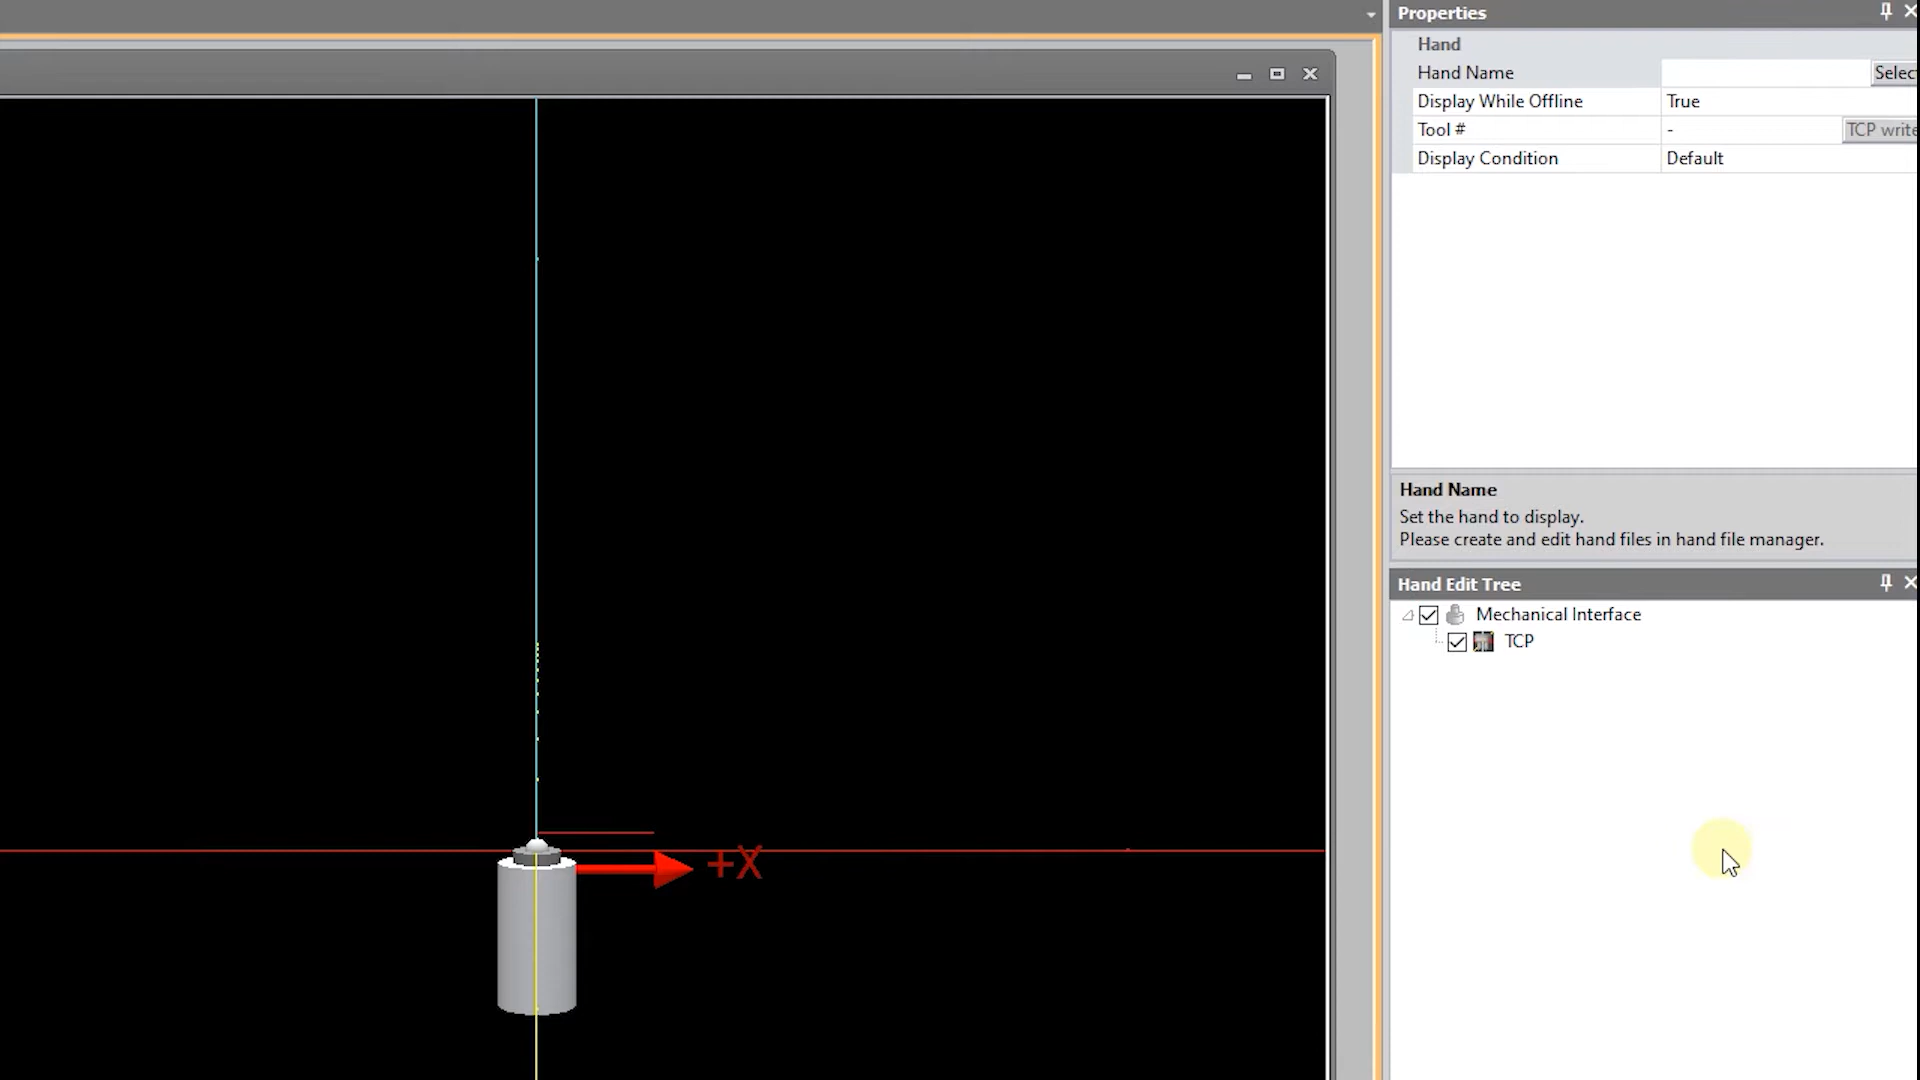 Properties
Hand
Hand Name Selec
Display While Offline True
Tool # - TCP write
Display Condition Default
Hand Name
Set the hand to display.
Please create and edit hand files in hand file manager.
Hand Edit Tree
Mechanical Interface
TCP
+X